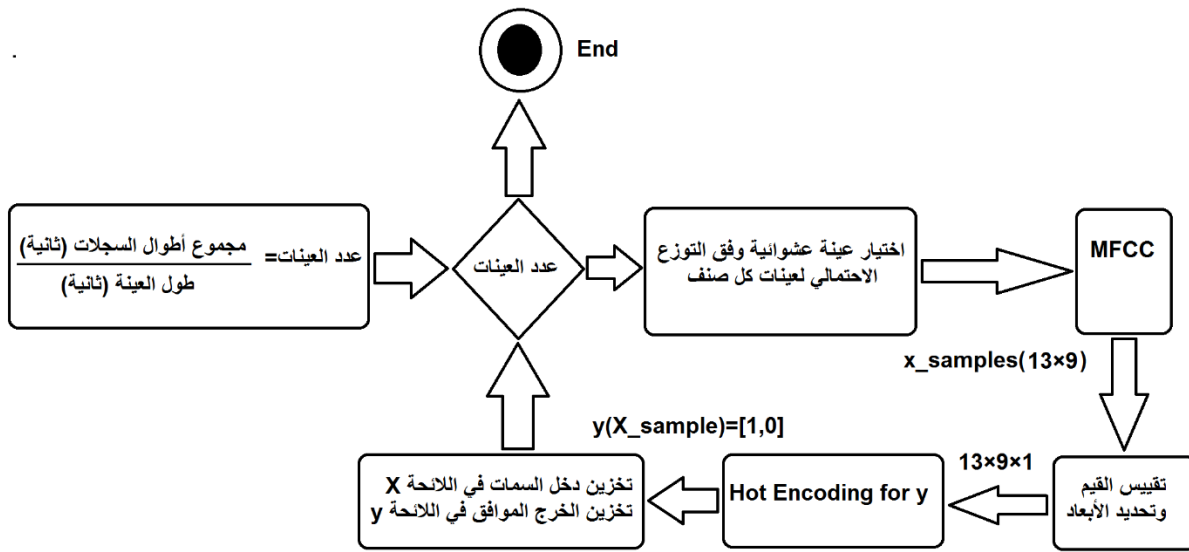 End
عدد العينات=
مجموع أطوال السجلات (ثانية)
طول العينة (ثانية)
عدد العينات
اختيار عينة عشوائية وفق التوزع
الاحتمالي لعينات كل صنف
MFCC
x_samples(13×9)
تقييس القيم
وتحديد الأبعاد
13×9×1
Hot Encoding for y
y(X_sample)=[1,0]
تخزين دخل السمات في اللائحة X
تخزين الخرج الموافق في اللائحة y